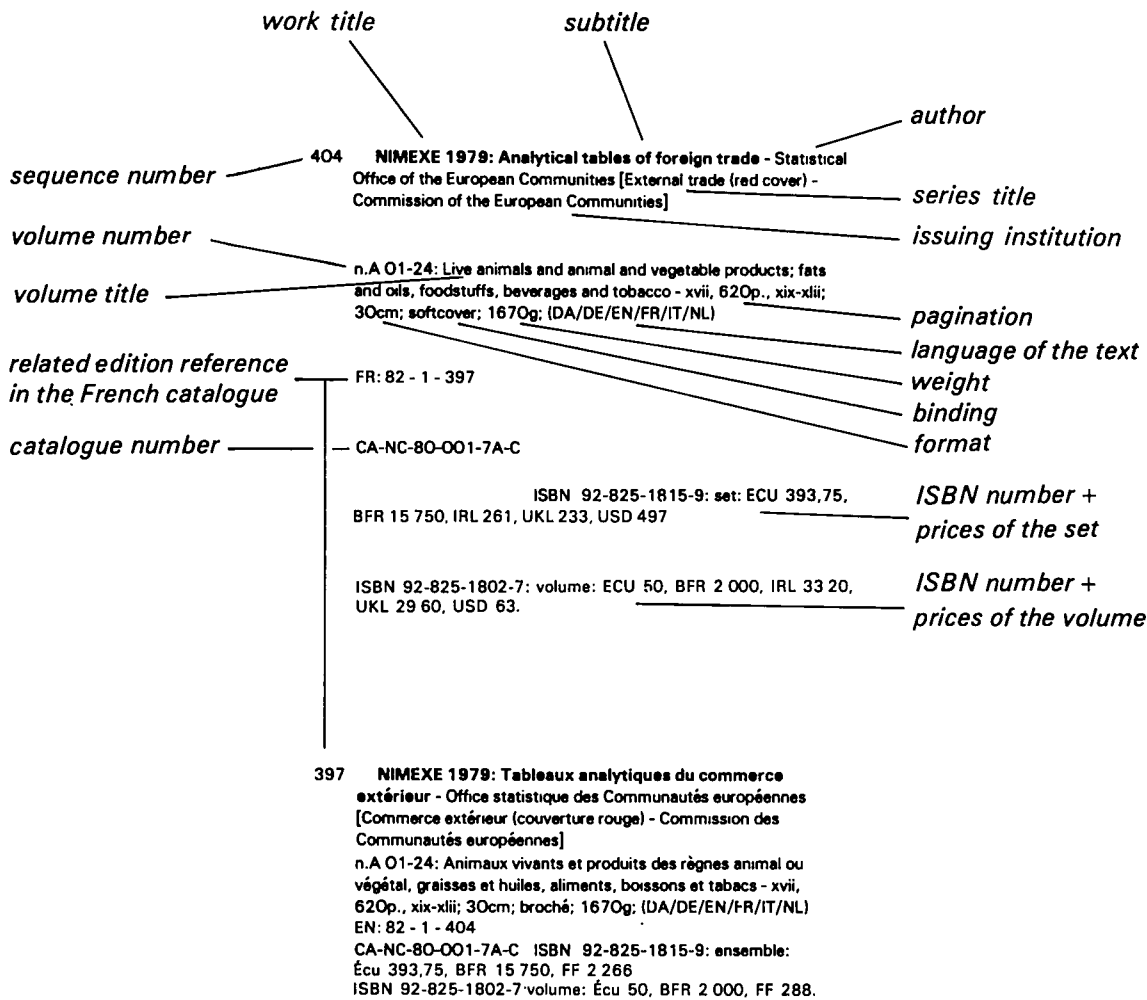 work title subtitle
author
404 NIMEXE 1979: Analytical tables of foreign trade - Statistical
sequence number Office of the European Communities [External trade (red cover) -
Commission of the European Communities] series title
issuing institution
volume number
n.A 01-24: Live animals and animal and vegetable products; fats
volume title and oils, foodstuffs, beverages and tobacco - xvii, 620p., xix-xlii;
30cm; softcover; 1670g; (DA/DE/EN/FR/IT/NL) pagination
language of the text
related edition reference weight
in the French catalogue FR: 82 - 1 - 397 binding
format
catalogue number CA-NC-80-001-7A-C
ISBN 92-825-1815-9: set: ECU 393,75, ISBN number +
BFR 15 750, IRL 261, UKL 233, USD 497 prices of the set
ISBN 92-825-1802-7: volume: ECU 50, BFR 2 000, IRL 33 20, ISBN number +
UKL 29 60, USD 63. prices of the volume
397 NIMEXE 1979: Tableaux analytiques du commerce
extérieur - Office statistique des Communautés européennes
[Commerce extérieur (couverture rouge) - Commission des
Communautés européennes]
n.A 01-24: Animaux vivants et produits des règnes animal ou
végétal, graisses et huiles, aliments, boissons et tabacs - xvii,
620p., xix-xlii; 30cm; broché; 1670g; (DA/DE/EN/FR/IT/NL)
EN: 82 - 1 - 404
CA-NC-80-001-7A-C ISBN 92-825-1815-9: ensemble:
Écu 393,75, BFR 15 750, FF 2 266
ISBN 92-825-1802-7 volume: Écu 50, BFR 2 000, FF 288.